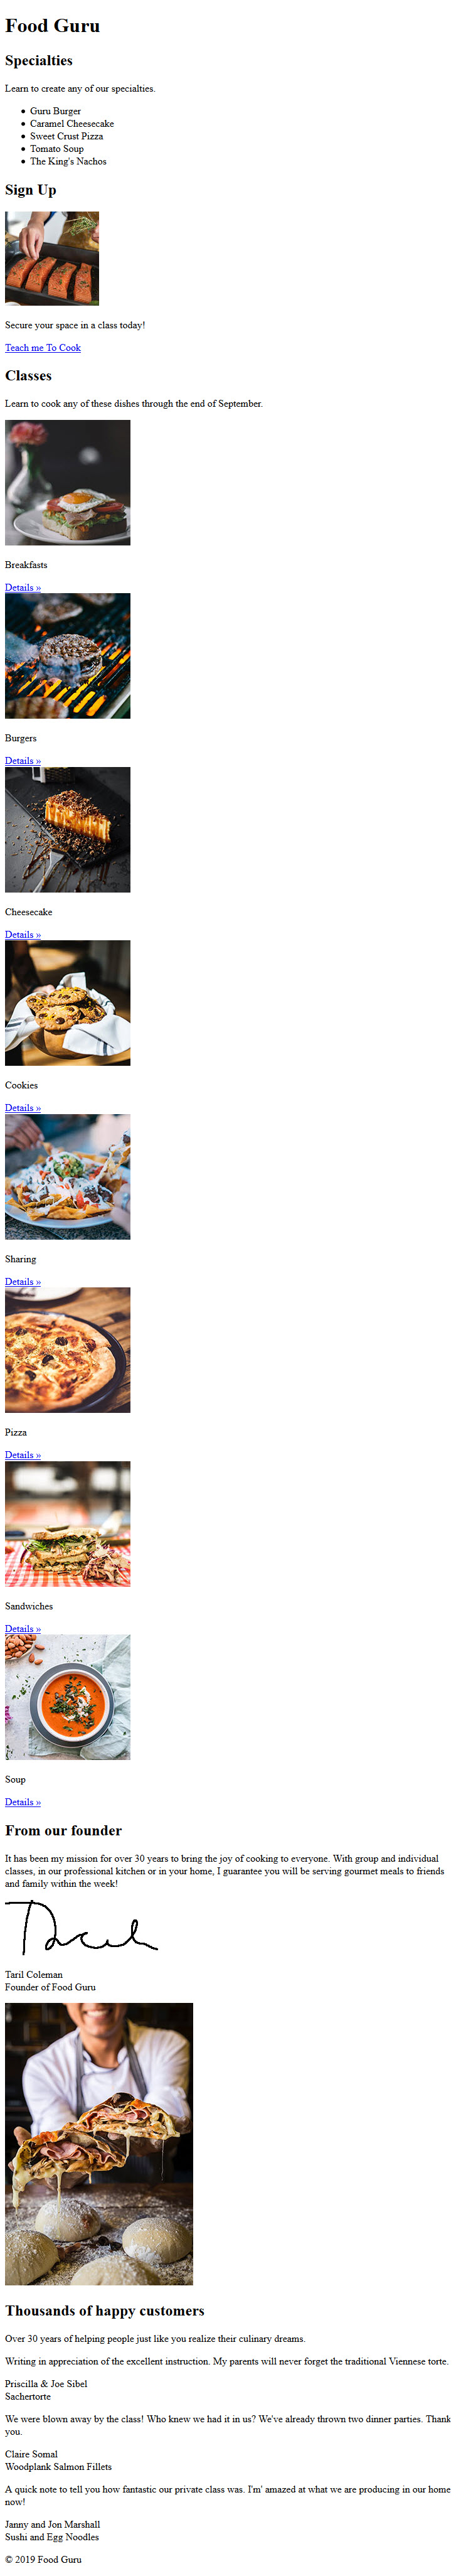 Food Guru
Specialties
Learn to create any of our specialties.
• Guru Burger
• Caramel Cheesecake
• Sweet Crust Pizza
• Tomato Soup
• The King's Nachos
Sign Up
Secure your space in a class today!
Teach me To Cook
Classes
Learn to cook any of these dishes through the end of September.
Breakfasts
Details »
Burgers
Details »
Cheesecake
Details »
Cookies
Details »
Sharing
Details »
Pizza
Details »
Sandwiches
Details »
Soup
Details »
From our founder
It has been my mission for over 30 years to bring the joy of cooking to everyone. With group and individual
classes, in our professional kitchen or in your home, I guarantee you will be serving gourmet meals to friends
and family within the week!
Taril
Taril Coleman
Founder of Food Guru
Thousands of happy customers
Over 30 years of helping people just like you realize their culinary dreams.
Writing in appreciation of the excellent instruction. My parents will never forget the traditional Viennese torte.
Priscilla & Joe Sibel
Sachertorte
We were blown away by the class! Who knew we had it in us? We've already thrown two dinner parties. Thank
you.
Claire Somal
Woodplank Salmon Fillets
A quick note to tell you how fantastic our private class was. I'm' amazed at what we are producing in our home
now!
Janny and Jon Marshall
Sushi and Egg Noodles
© 2019 Food Guru